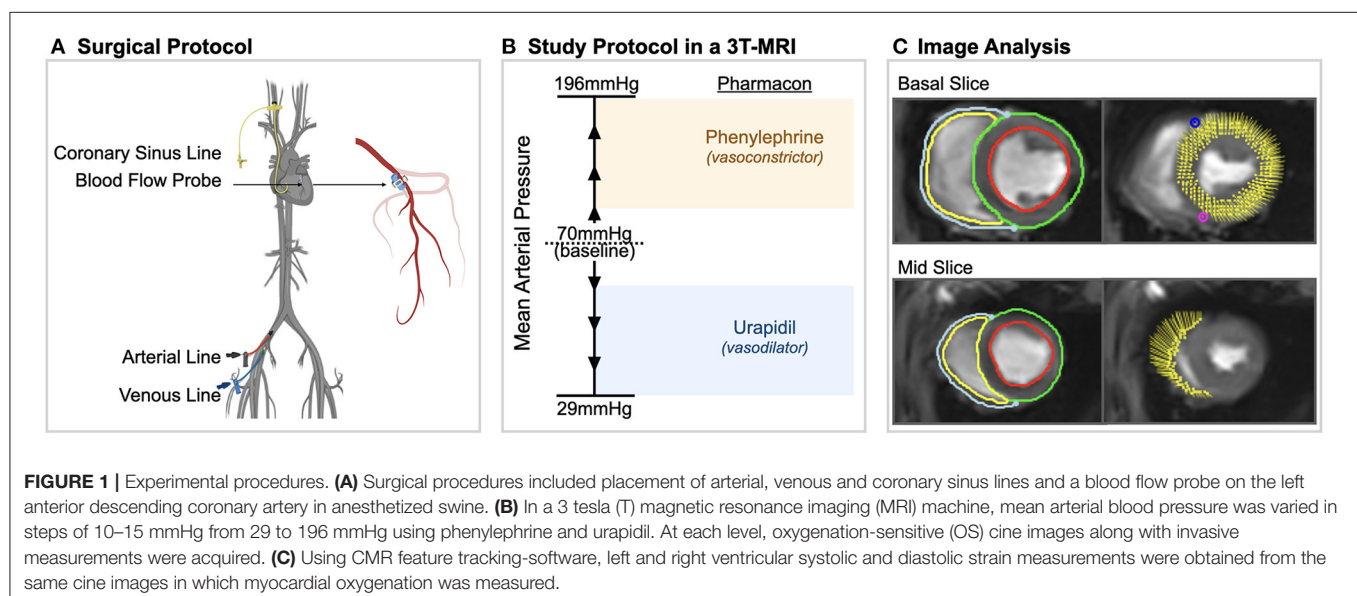 A Surgical Protocol
Coronary Sinus Line
Blood Flow Probe
Arterial Line
Venous Line
B Study Protocol in a 3T-MRI
Mean Arterial Pressure
196mmHg
70mmHg
(baseline)
29mmHg
Pharmacon
Phenylephrine
(vasoconstrictor)
Urapidil
(vasodilator)
C Image Analysis
Basal Slice
Mid Slice
FIGURE 1 | Experimental procedures. (A) Surgical procedures included placement of arterial, venous and coronary sinus lines and a blood flow probe on the left
anterior descending coronary artery in anesthetized swine. (B) In a 3 tesla (T) magnetic resonance imaging (MRI) machine, mean arterial blood pressure was varied in
steps of 10–15 mmHg from 29 to 196 mmHg using phenylephrine and urapidil. At each level, oxygenation-sensitive (OS) cine images along with invasive
measurements were acquired. (C) Using CMR feature tracking-software, left and right ventricular systolic and diastolic strain measurements were obtained from the
same cine images in which myocardial oxygenation was measured.